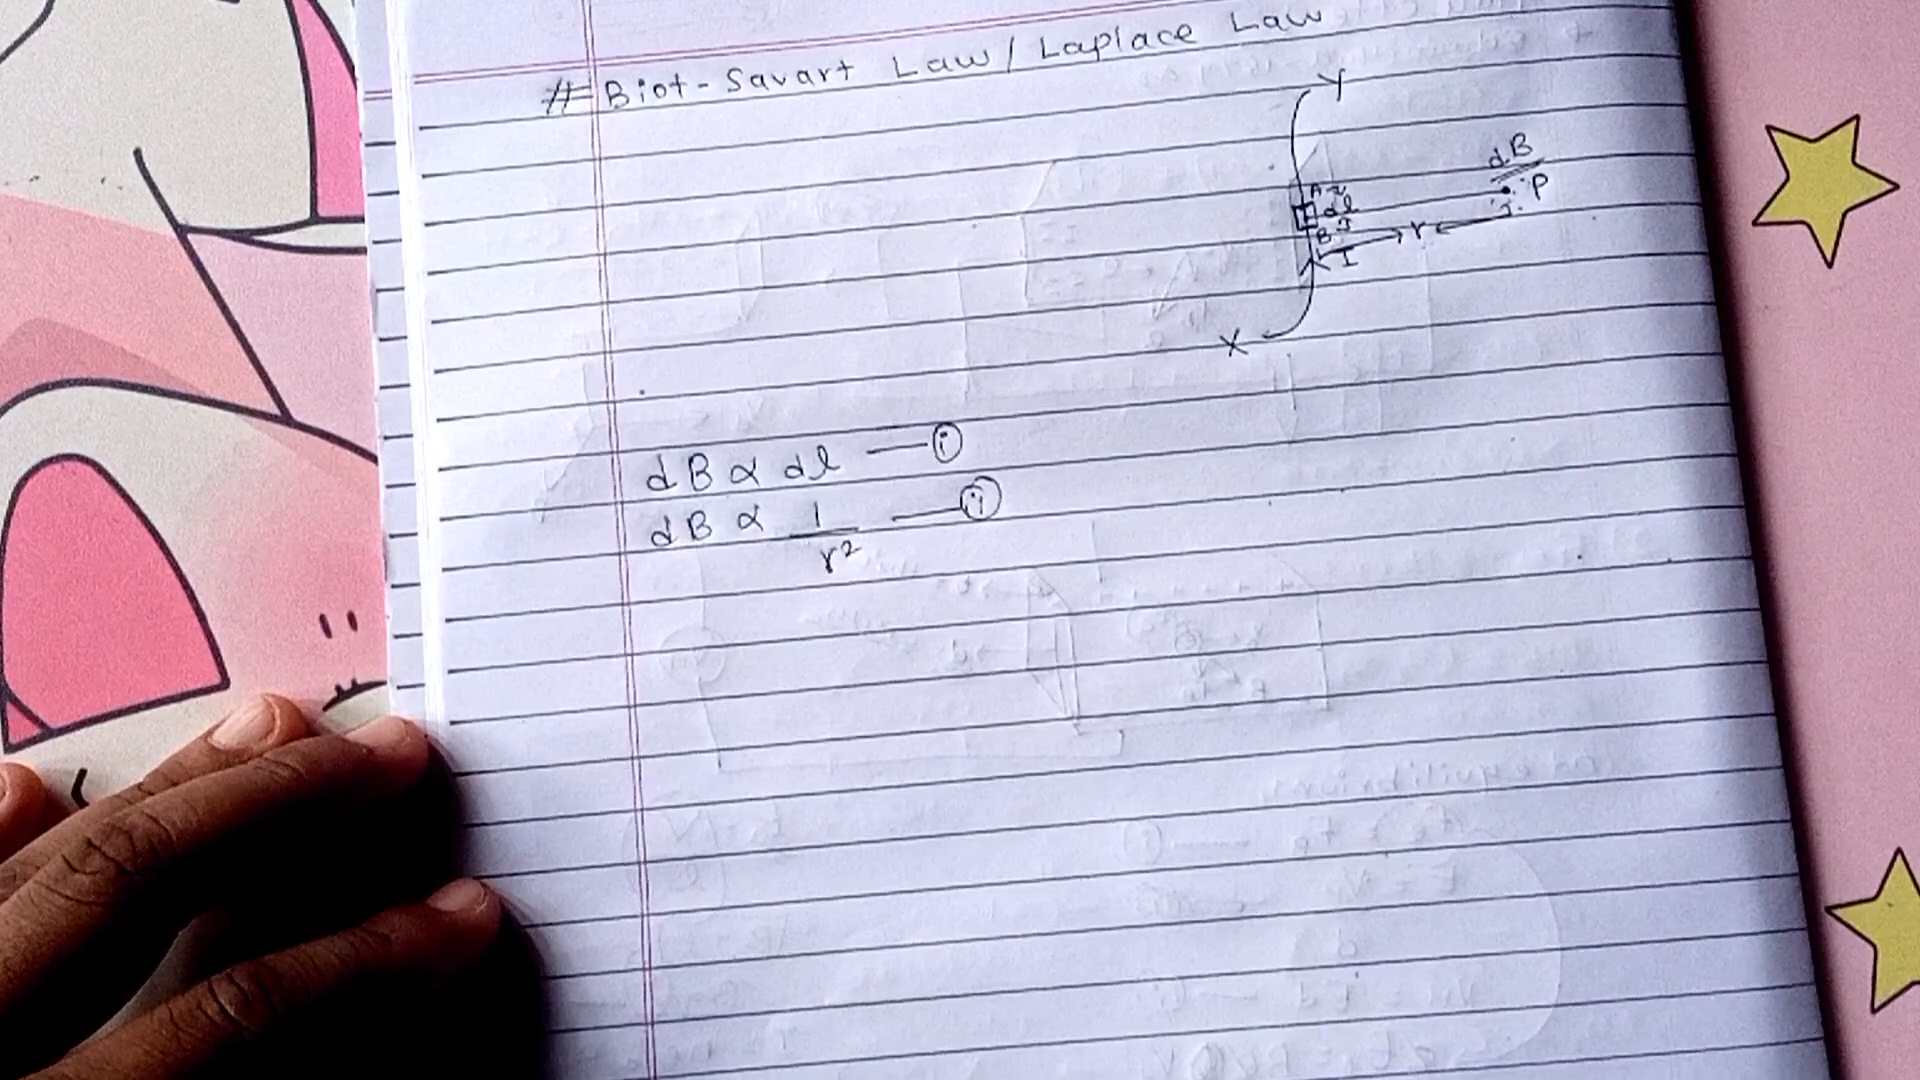 # Biot-Savart Law / Laplace Law
Y
dB
P
A
dl
B
r
I
X
dB ∝ dl — (i)
dB ∝ 1/r² — (ii)